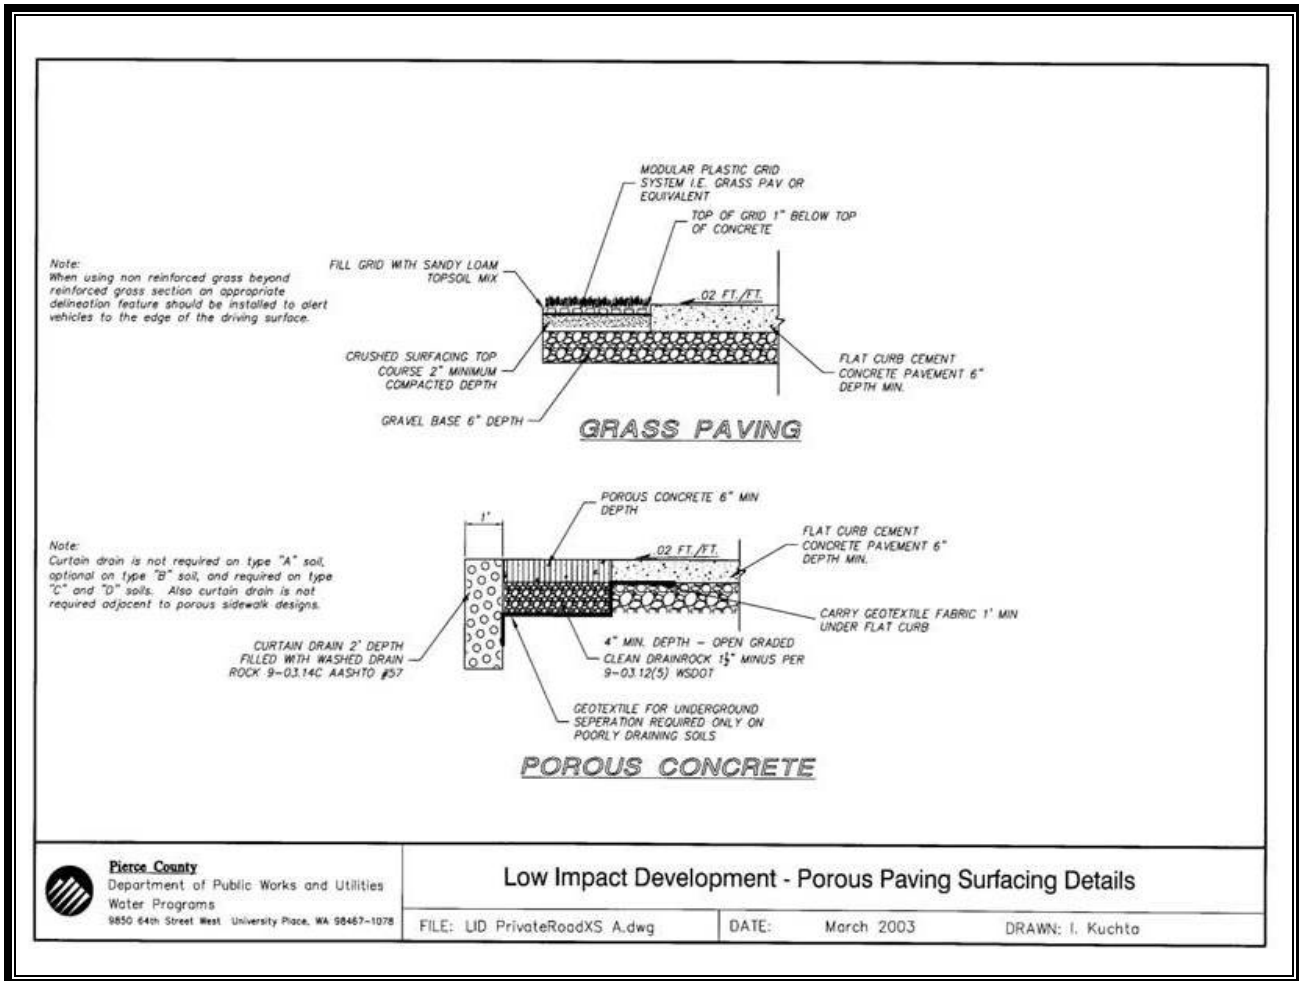 MODULAR PLASTIC GRID
SYSTEM I.E. GRASS PAV OR
EQUIVALENT
TOP OF GRID 1" BELOW TOP
OF CONCRETE
Note:
When using non reinforced grass beyond
reinforced grass section an appropriate
delineation feature should be installed to alert
vehicles to the edge of the driving surface.
FILL GRID WITH SANDY LOAM
TOPSOIL MIX
.02 FT./FT.
CRUSHED SURFACING TOP
COURSE 2" MINIMUM
COMPACTED DEPTH
FLAT CURB CEMENT
CONCRETE PAVEMENT 6"
DEPTH MIN.
GRAVEL BASE 6" DEPTH
GRASS PAVING
POROUS CONCRETE 6" MIN
DEPTH
1'
FLAT CURB CEMENT
CONCRETE PAVEMENT 6"
DEPTH MIN.
.02 FT./FT.
Note:
Curtain drain is not required on type "A" soil,
optional on type "B" soil, and required on type
"C" and "D" soils. Also curtain drain is not
required adjacent to porous sidewalk designs.
CARRY GEOTEXTILE FABRIC 1' MIN
UNDER FLAT CURB
CURTAIN DRAIN 2' DEPTH
FILLED WITH WASHED DRAIN
ROCK 9-03.14C AASHTO #57
4" MIN. DEPTH - OPEN GRADED
CLEAN DRAINROCK 1½" MINUS PER
9-03.12(5) WSDOT
GEOTEXTILE FOR UNDERGROUND
SEPERATION REQUIRED ONLY ON
POORLY DRAINING SOILS
POROUS CONCRETE
Pierce County
Department of Public Works and Utilities
Water Programs
9850 64th Street West University Place, WA 98467-1078
Low Impact Development - Porous Paving Surfacing Details
FILE: LID PrivateRoadXS A.dwg
DATE: March 2003
DRAWN: I. Kuchta